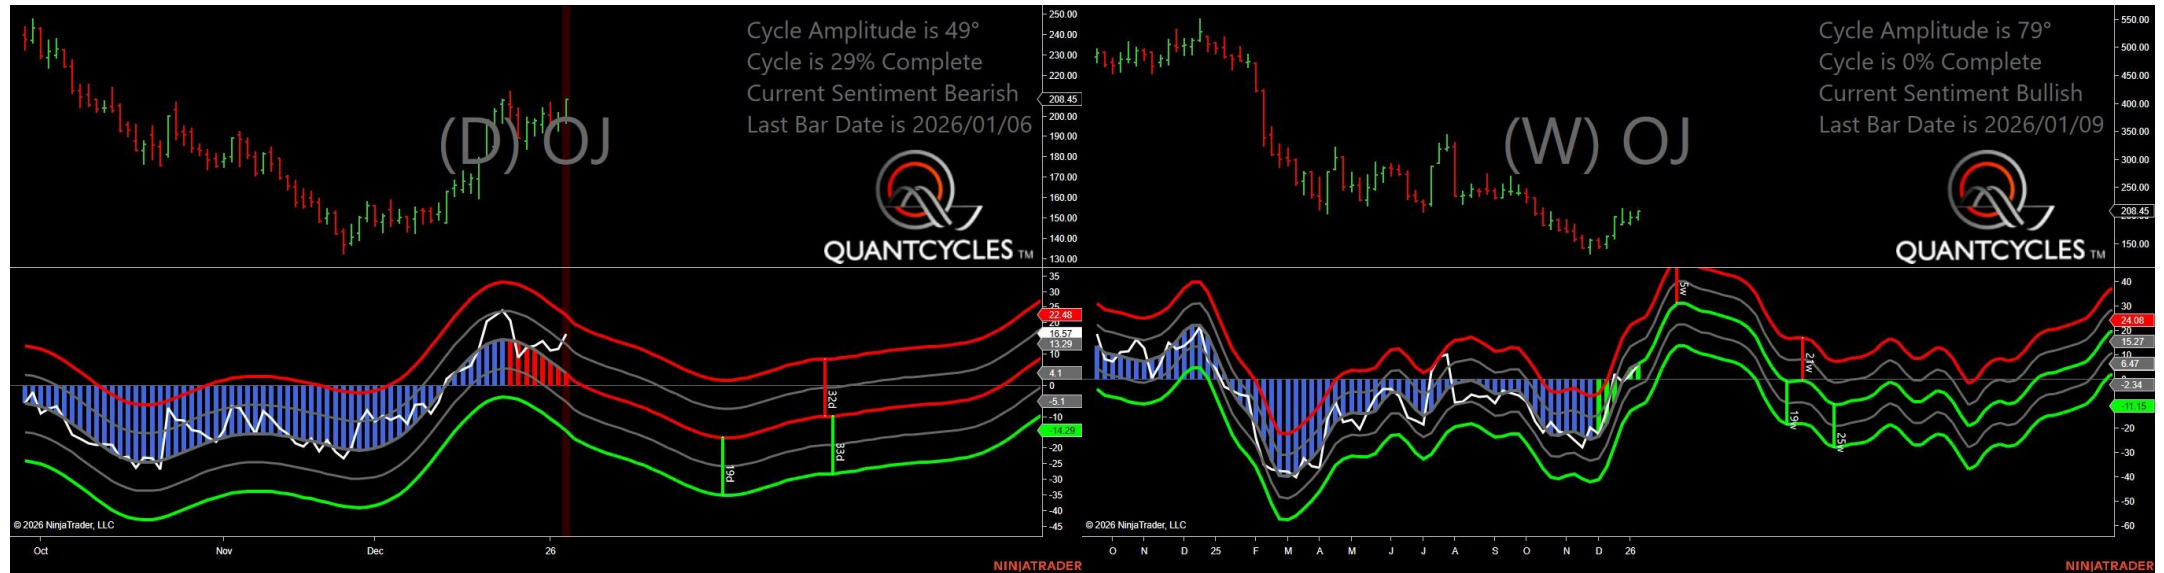 Cycle Amplitude is 49°
Cycle is 29% Complete
Current Sentiment Bearish
Last Bar Date is 2026/01/06
(D) OJ
QUANTCYCLES TM
250.00
240.00
230.00
220.00
208.45
200.00
190.00
180.00
170.00
160.00
150.00
140.00
130.00
35
30
25
22.48
20
16.57
13.29
10
4.1
0
-5.1
-10
-14.29
-20
-25
-30
-35
-40
-45
19d
32d
33d
© 2026 NinjaTrader, LLC
Oct
Nov
Dec
26
NINJATRADER
Cycle Amplitude is 79°
Cycle is 0% Complete
Current Sentiment Bullish
Last Bar Date is 2026/01/09
(W) OJ
QUANTCYCLES TM
550.00
500.00
450.00
400.00
350.00
300.00
250.00
208.45
150.00
40
30
24.08
20
15.27
10
6.47
-2.34
-11.15
-20
-30
-40
-50
-60
5w
21w
19w
25w
© 2026 NinjaTrader, LLC
O N D 25 F M A M J J A S O N D 26
NINJATRADER